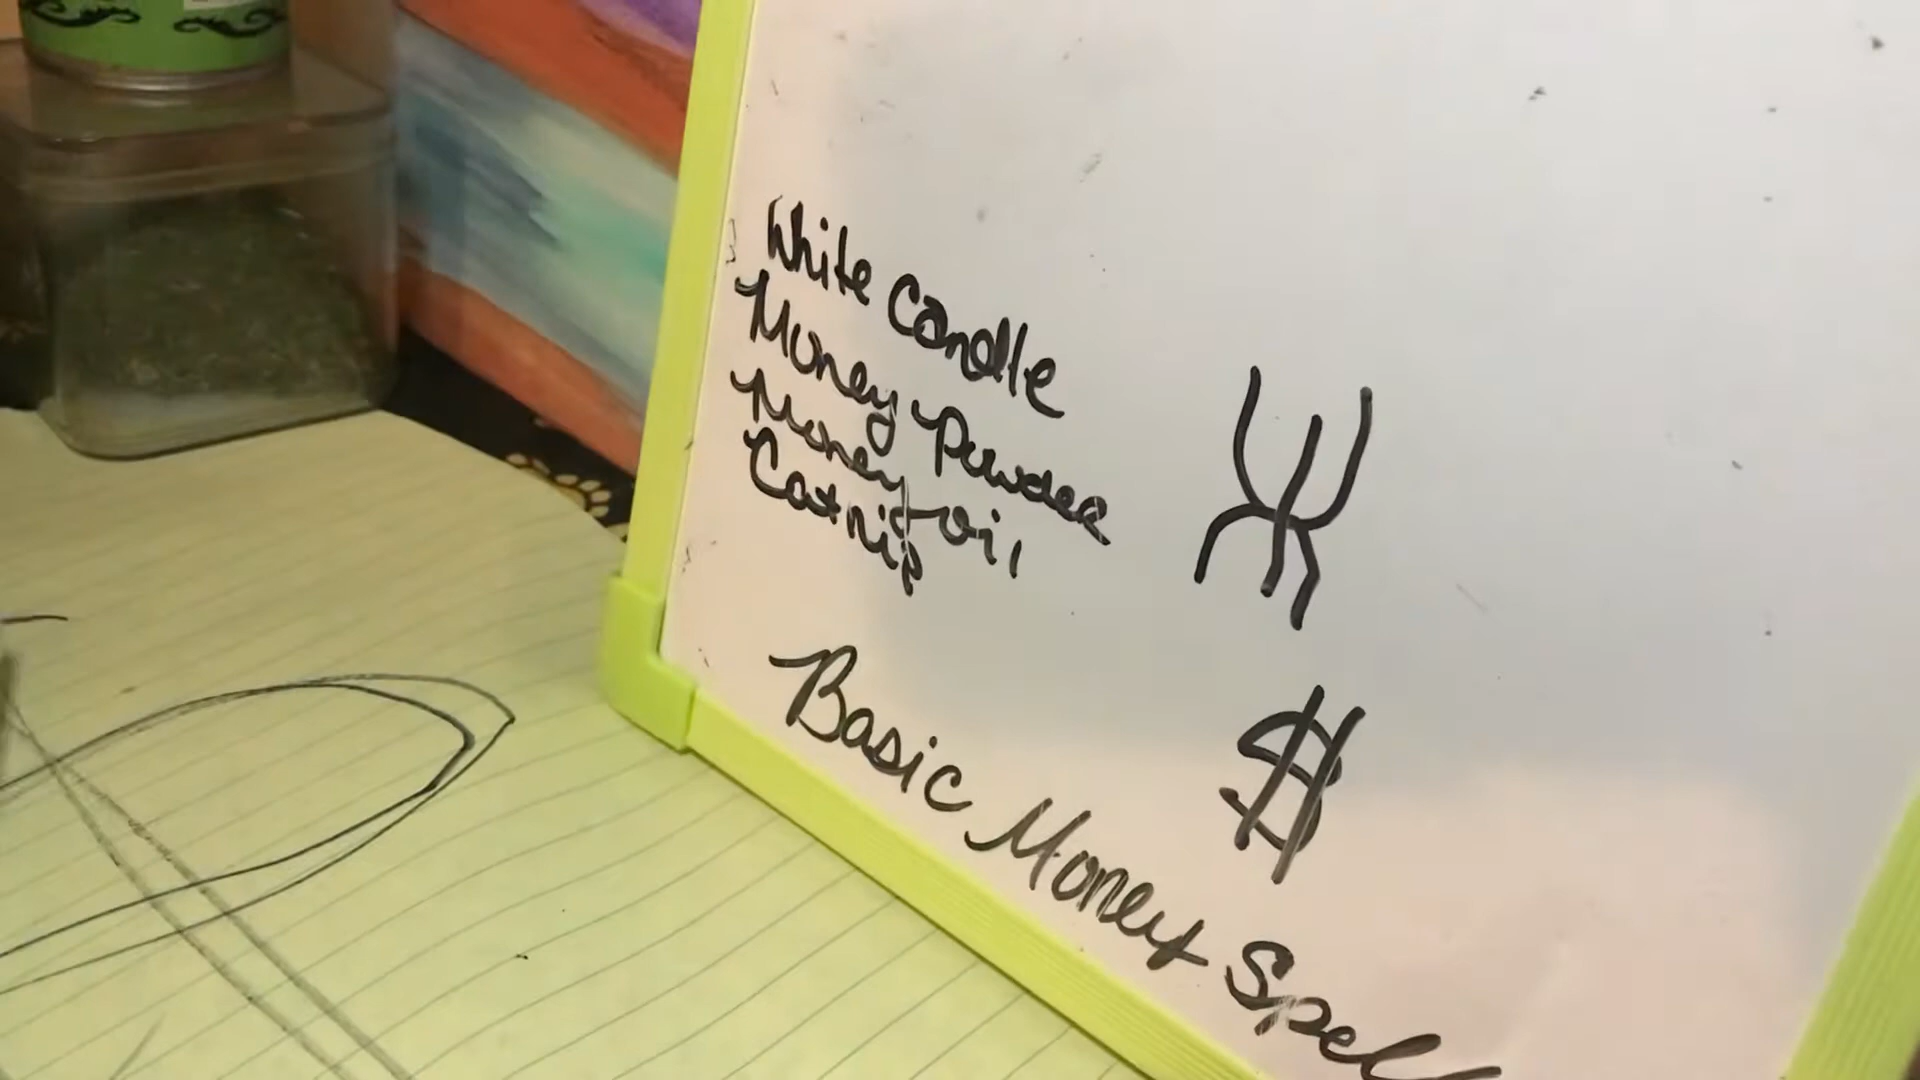 White Candle
Money Powder
Money Oil
Catnip
$
Basic Money Spell